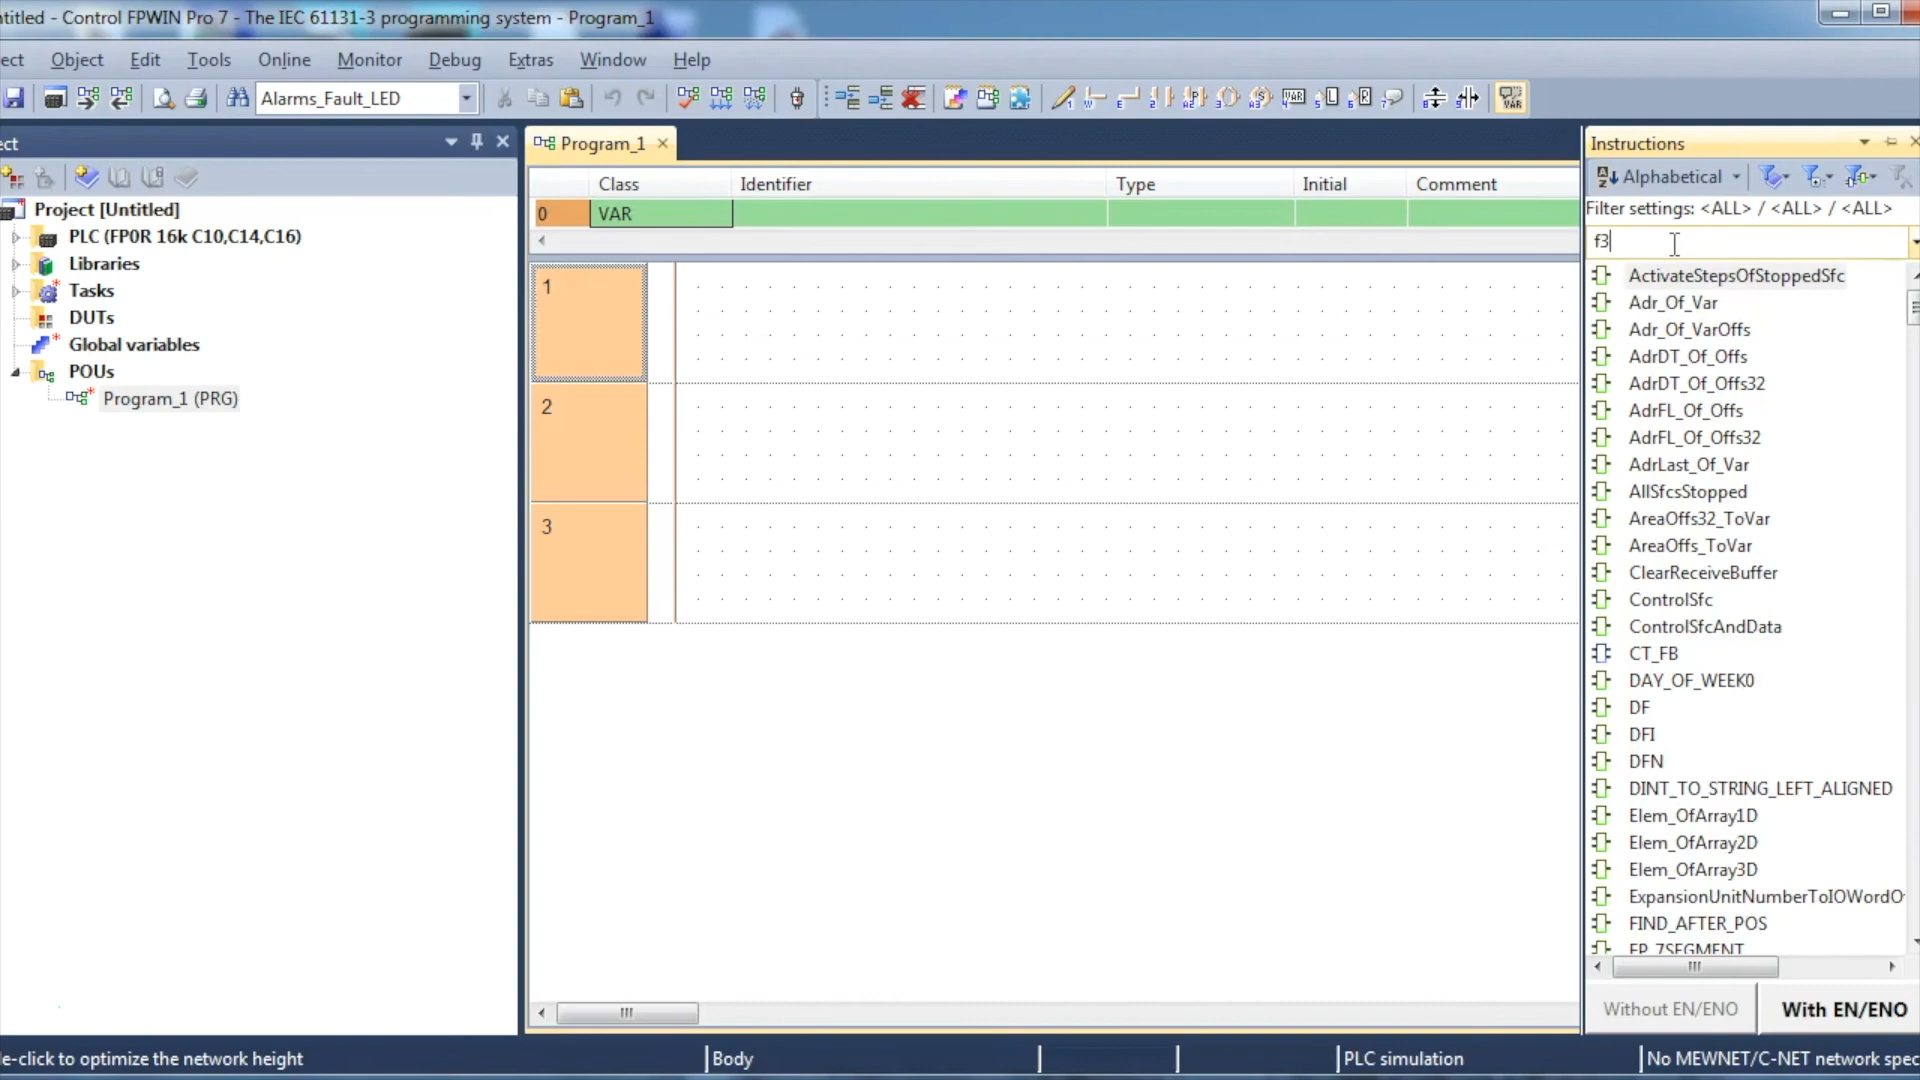 ntitled - Control FPWIN Pro 7 - The IEC 61131-3 programming system - Program_1
ect Object Edit Tools Online Monitor Debug Extras Window Help
Alarms_Fault_LED
ect
Project [Untitled]
PLC (FP0R 16k C10,C14,C16)
Libraries
Tasks
DUTs
Global variables
POUs
Program_1 (PRG)
Program_1
Class Identifier Type Initial Comment
0 VAR
1
2
3
Instructions
Alphabetical
Filter settings: <ALL> / <ALL> / <ALL>
f3
ActivateStepsOfStoppedSfc
Adr_Of_Var
Adr_Of_VarOffs
AdrDT_Of_Offs
AdrDT_Of_Offs32
AdrFL_Of_Offs
AdrFL_Of_Offs32
AdrLast_Of_Var
AllSfcsStopped
AreaOffs32_ToVar
AreaOffs_ToVar
ClearReceiveBuffer
ControlSfc
ControlSfcAndData
CT_FB
DAY_OF_WEEK0
DF
DFI
DFN
DINT_TO_STRING_LEFT_ALIGNED
Elem_OfArray1D
Elem_OfArray2D
Elem_OfArray3D
ExpansionUnitNumberToIOWordO
FIND_AFTER_POS
FP_7SEGMENT
Without EN/ENO With EN/ENO
le-click to optimize the network height Body PLC simulation No MEWNET/C-NET network spec